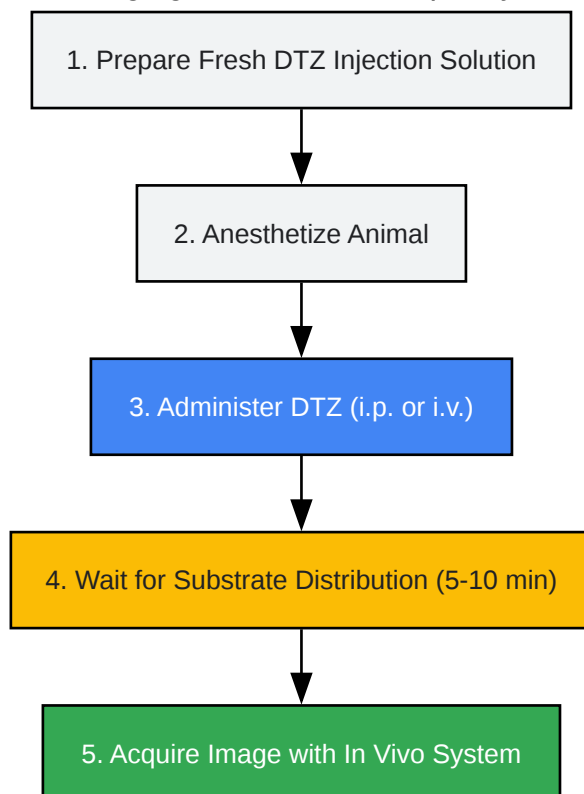 1. Prepare Fresh DTZ Injection Solution
2. Anesthetize Animal
3. Administer DTZ (i.p. or i.v.)
4. Wait for Substrate Distribution (5-10 min)
5. Acquire Image with In Vivo System